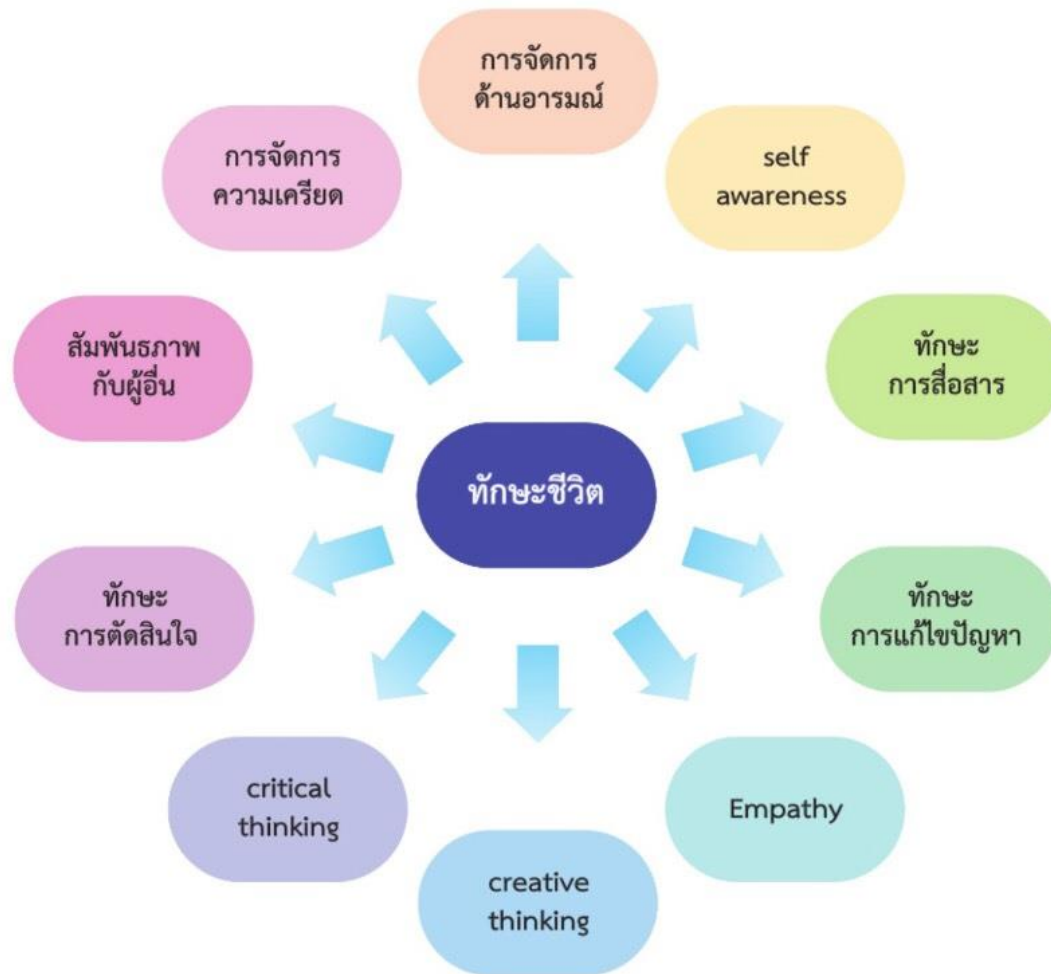 การจัดการ
ด้านอารมณ์
self
awareness
ทักษะ
การสื่อสาร
ทักษะ
การแก้ไขปัญหา
Empathy
creative
thinking
critical
thinking
ทักษะ
การตัดสินใจ
สัมพันธภาพ
กับผู้อื่น
การจัดการ
ความเครียด
ทักษะชีวิต